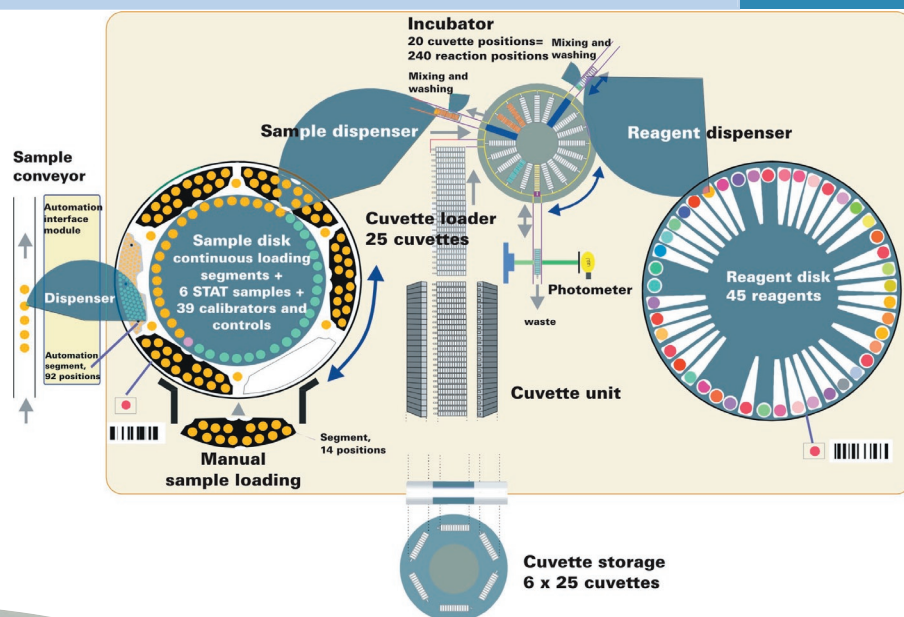 Incubator
20 cuvette positions=
240 reaction positions
Mixing and
washing
Mixing and
washing
Sample dispenser
Reagent dispenser
Sample
conveyor
Automation
interface
module
Dispenser
Automation
segment,
92 positions
Sample disk
continuous loading
segments +
6 STAT samples +
39 calibrators and
controls
Cuvette loader
25 cuvettes
Photometer
waste
Reagent disk
45 reagents
Cuvette unit
Segment,
14 positions
Manual
sample loading
Cuvette storage
6 x 25 cuvettes